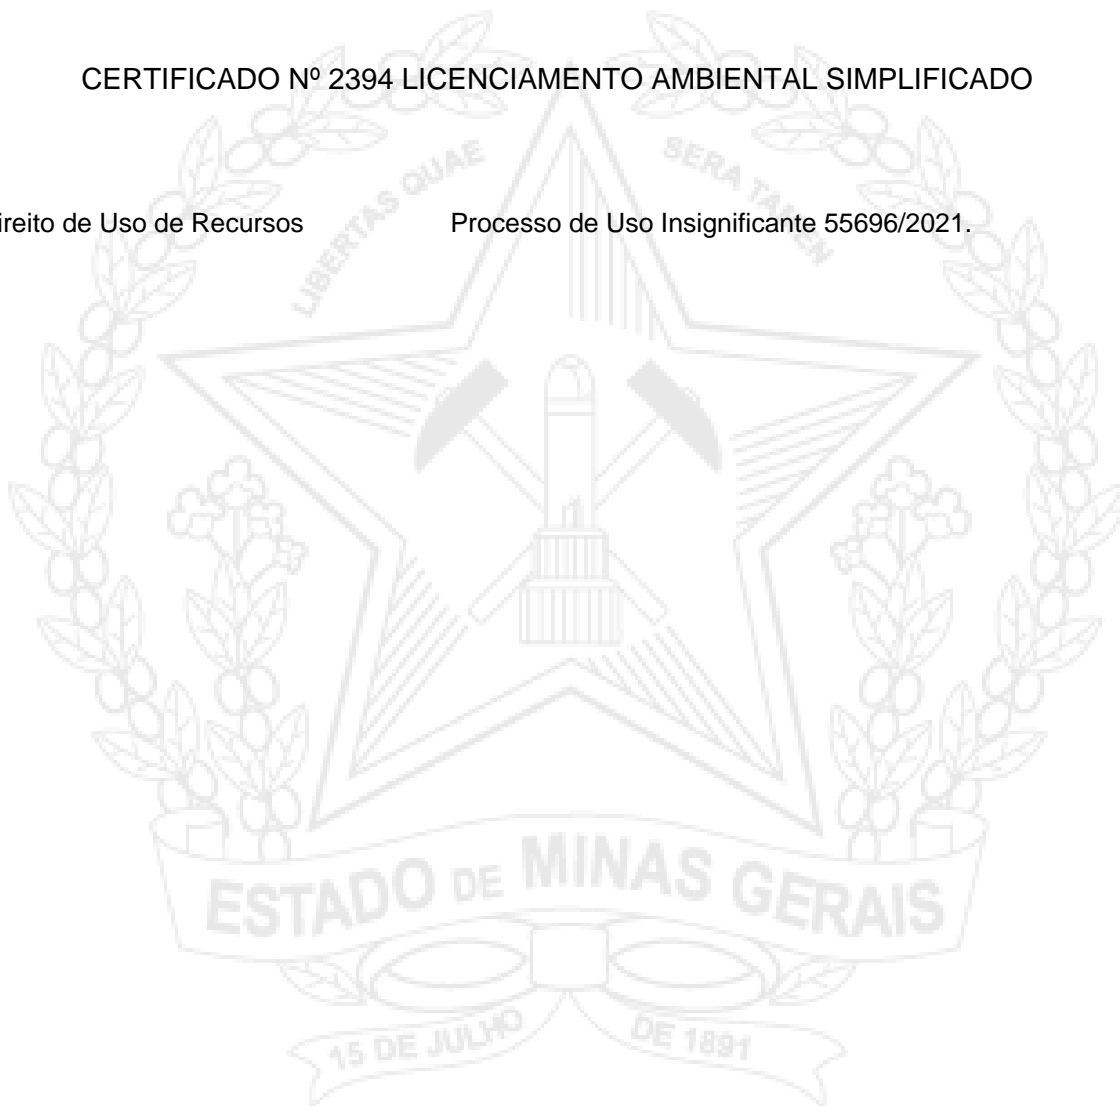 CERTIFICADO Nº 2394 LICENCIAMENTO AMBIENTAL SIMPLIFICADO
LIBERTAS QUAE SERA TAMEN
ireito de Uso de Recursos Processo de Uso Insignificante 55696/2021.
ESTADO DE MINAS GERAIS
15 DE JULHO DE 1891